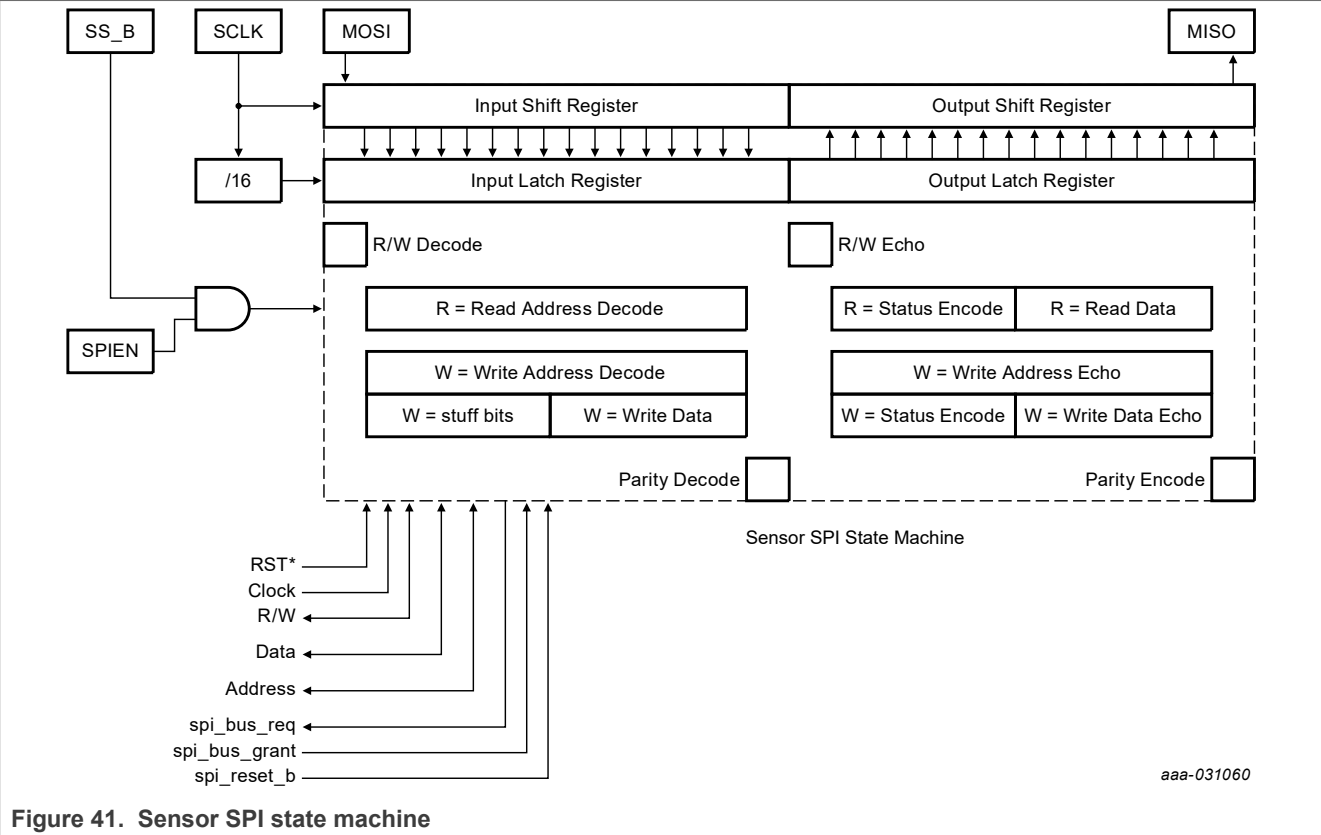 SS_B
SCLK
MOSI
MISO
Input Shift Register
Output Shift Register
/16
Input Latch Register
Output Latch Register
R/W Decode
R/W Echo
R = Read Address Decode
R = Status Encode
R = Read Data
SPIEN
W = Write Address Decode
W = Write Address Echo
W = stuff bits
W = Write Data
W = Status Encode
W = Write Data Echo
Parity Decode
Parity Encode
Sensor SPI State Machine
RST*
Clock
R/W
Data
Address
spi_bus_req
spi_bus_grant
spi_reset_b
aaa-031060
Figure 41. Sensor SPI state machine